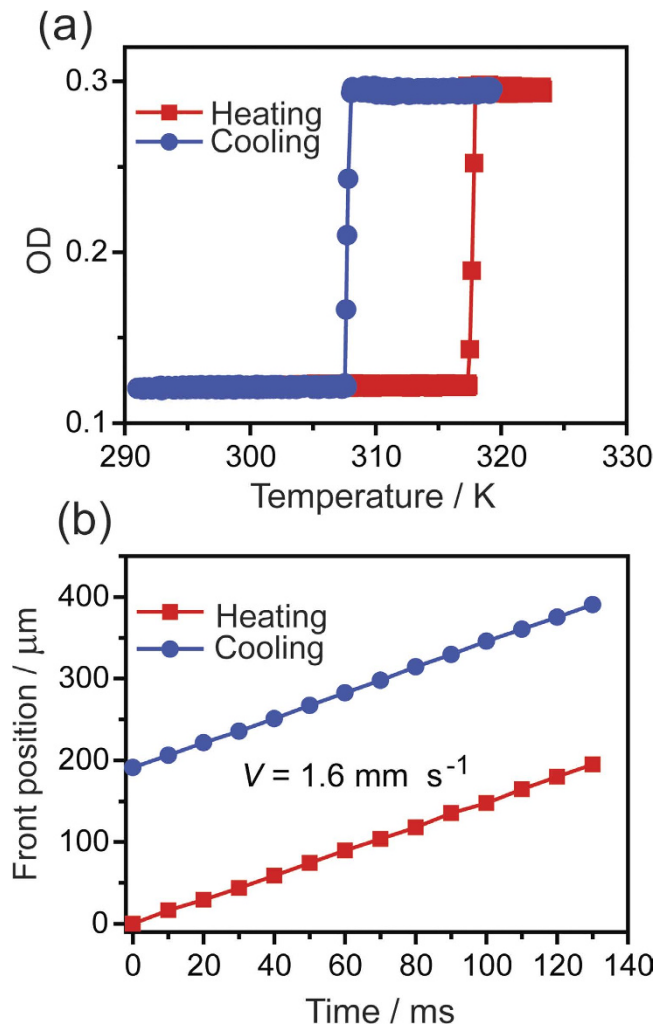 (a)
0.3
0.2
0.1
OD
Heating
Cooling
290
300
310
320
330
Temperature / K
(b)
400
300
200
100
0
Front position / μm
Heating
Cooling
V = 1.6 mm s⁻¹
0
20
40
60
80
100
120
140
Time / ms